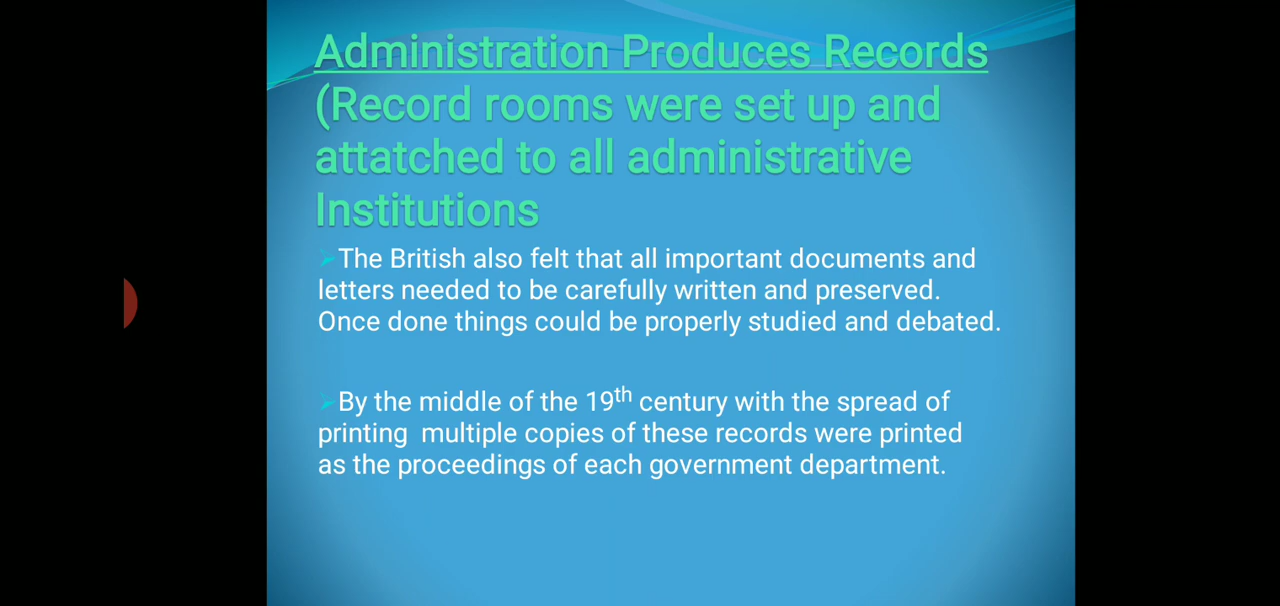 Administration Produces Records
(Record rooms were set up and
attatched to all administrative
Institutions
➢The British also felt that all important documents and
letters needed to be carefully written and preserved.
Once done things could be properly studied and debated.
➢By the middle of the 19th century with the spread of
printing  multiple copies of these records were printed
as the proceedings of each government department.